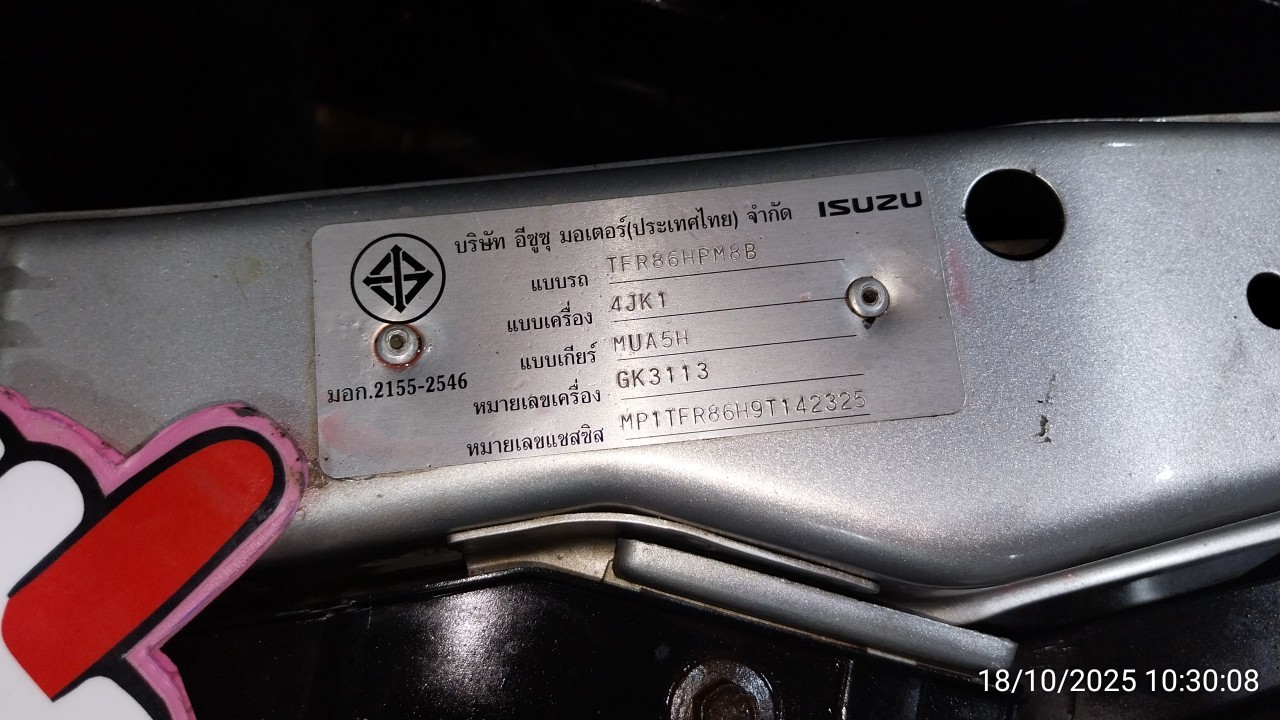 บริษัท อีซูซุ มอเตอร์(ประเทศไทย) จำกัด ISUZU
แบบรถ TFR86HPM8B
แบบเครื่อง 4JK1
แบบเกียร์ MUA5H
มอก.2155-2546
หมายเลขเครื่อง GK3113
หมายเลขแชสซิส MP1TFR86H9T142325
18/10/2025 10:30:08